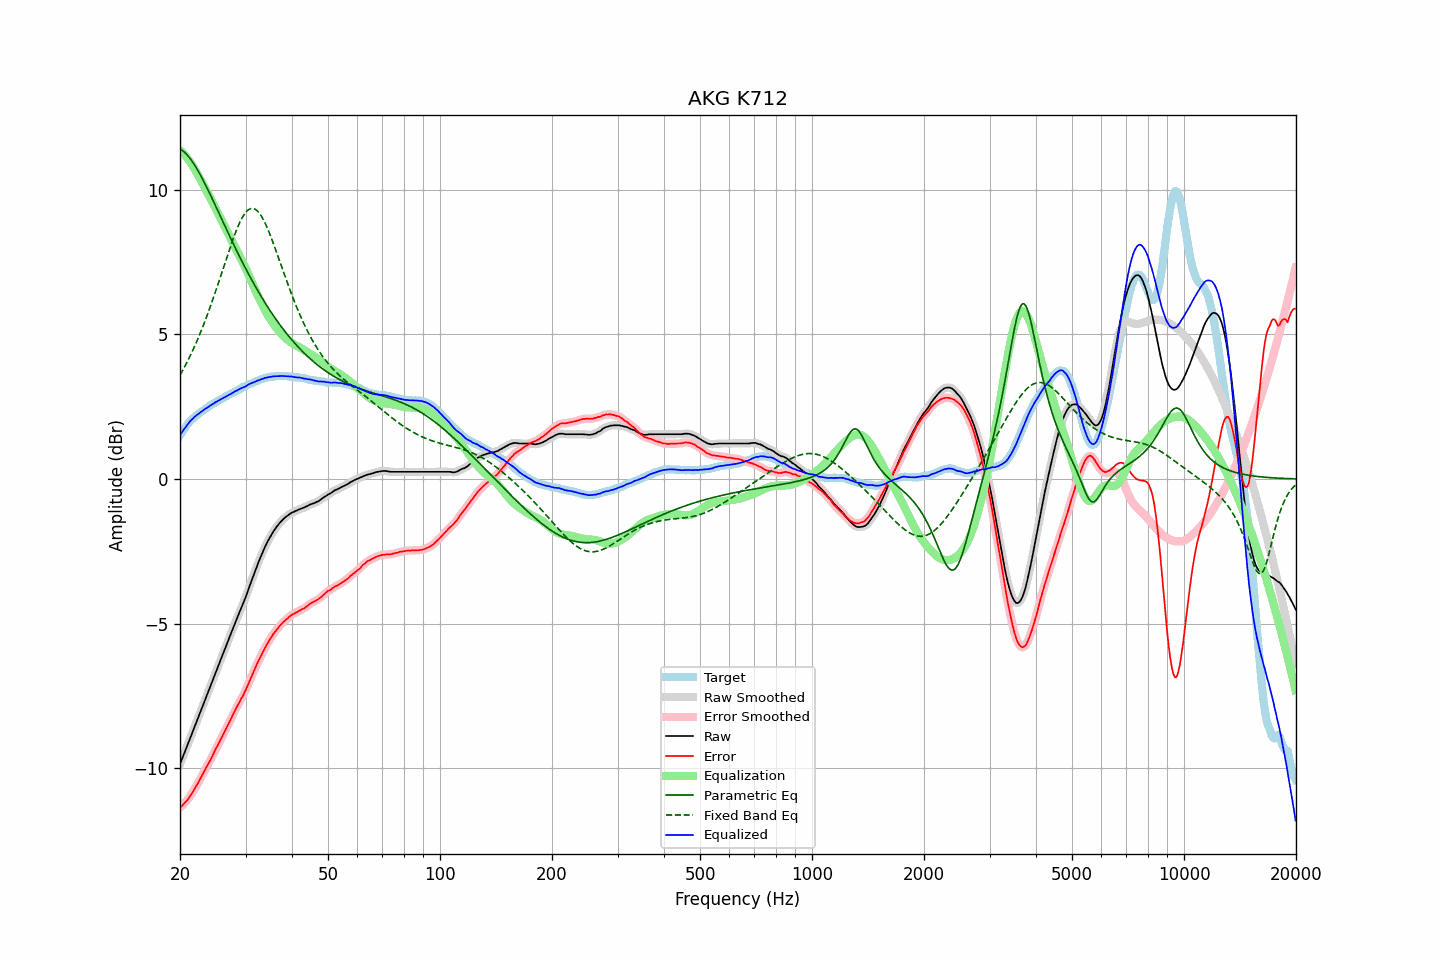 AKG K712
Amplitude (dBr)
10
5
0
−5
−10
Target
Raw Smoothed
Error Smoothed
Raw
Error
Equalization
Parametric Eq
Fixed Band Eq
Equalized
20 50 100 200 500 1000 2000 5000 10000 20000
Frequency (Hz)